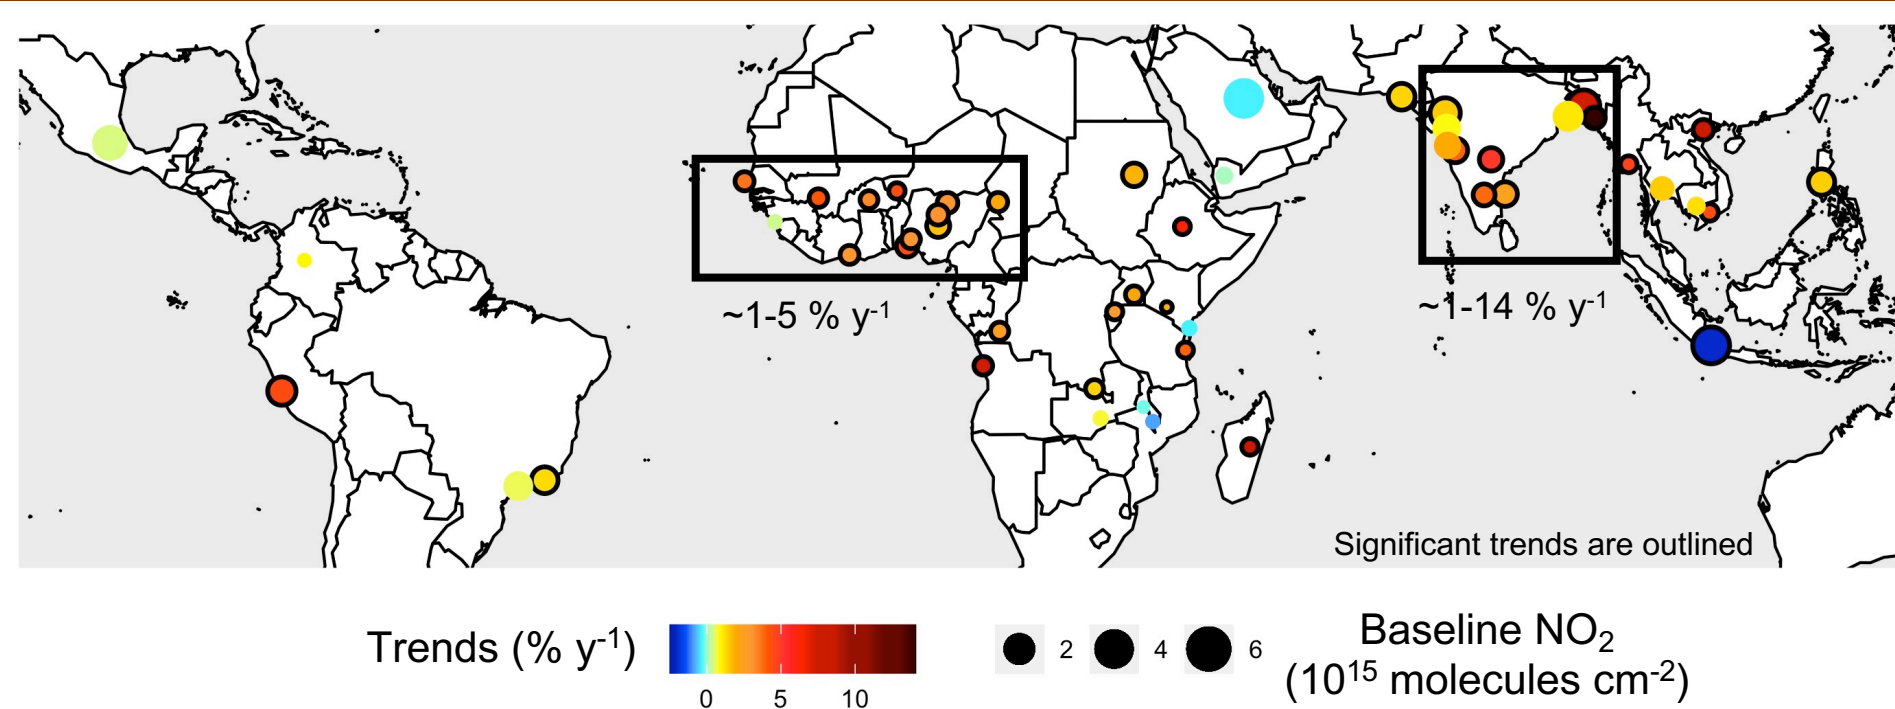 ~1-5 % y-1
~1-14 % y-1
Significant trends are outlined
Trends (% y-1)
0 5 10
2 4 6
Baseline NO2
(1015 molecules cm-2)